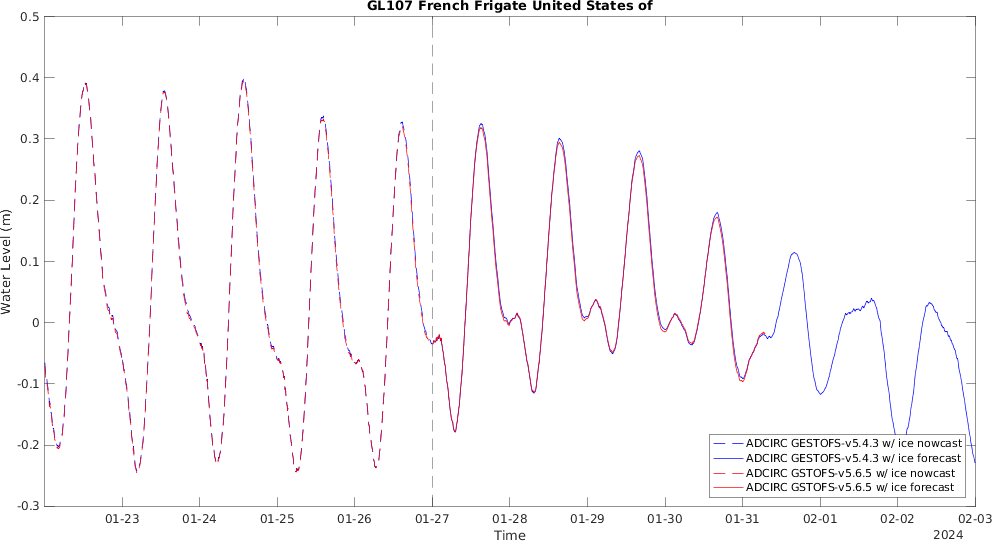 GL107 French Frigate United States of
0.5
0.4
0.3
0.2
0.1
0
-0.1
-0.2
-0.3
Water Level (m)
ADCIRC GESTOFS-v5.4.3 w/ ice nowcast
ADCIRC GESTOFS-v5.4.3 w/ ice forecast
ADCIRC GSTOFS-v5.6.5 w/ ice nowcast
ADCIRC GSTOFS-v5.6.5 w/ ice forecast
01-23 01-24 01-25 01-26 01-27 01-28 01-29 01-30 01-31 02-01 02-02 02-03
Time
2024